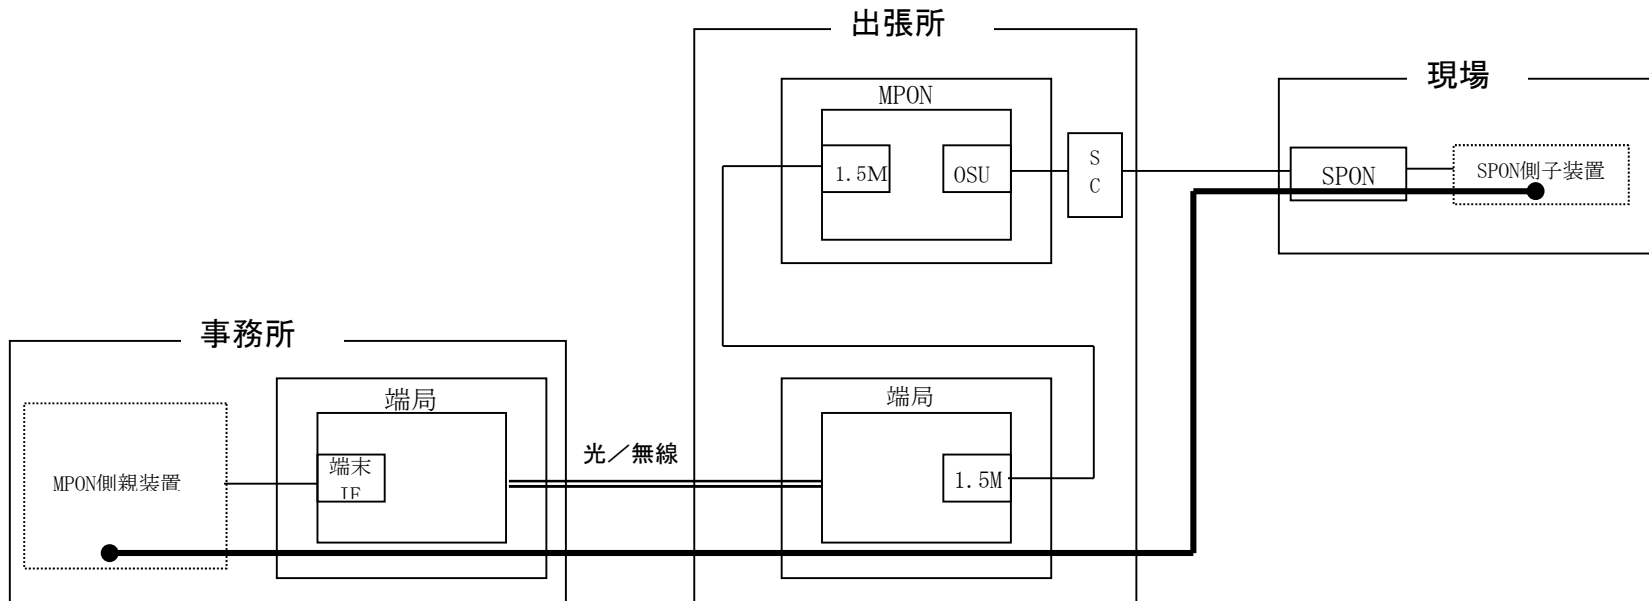 出張所
現場
MPON
1.5M
OSU
S
C
SPON
SPON側子装置
事務所
端局
端局
光／無線
MPON側親装置
端末
IF
1.5M